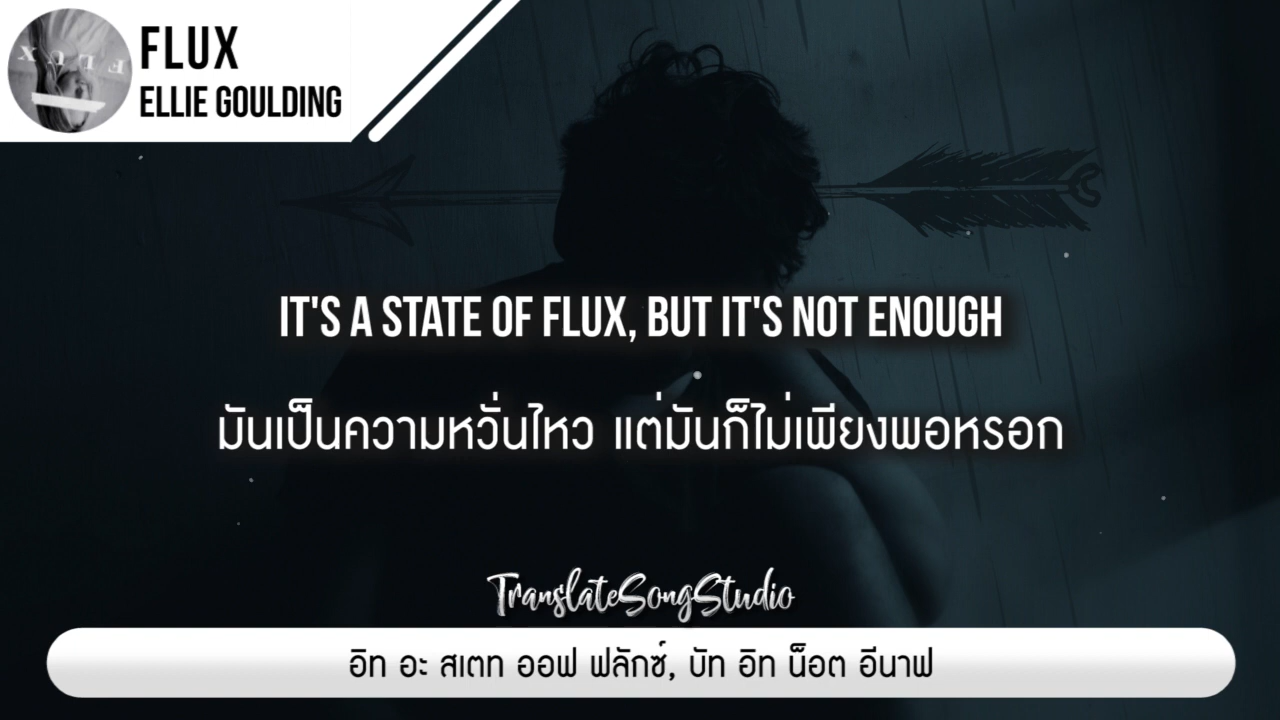 FLUX
ELLIE GOULDING
IT'S A STATE OF FLUX, BUT IT'S NOT ENOUGH
มันเป็นความหวั่นไหว แต่มันก็ไม่เพียงพอหรอก
TranslateSongStudio
อิท อะ สเตท ออฟ ฟลักซ์, บัท อิท น็อต อีนาฟ